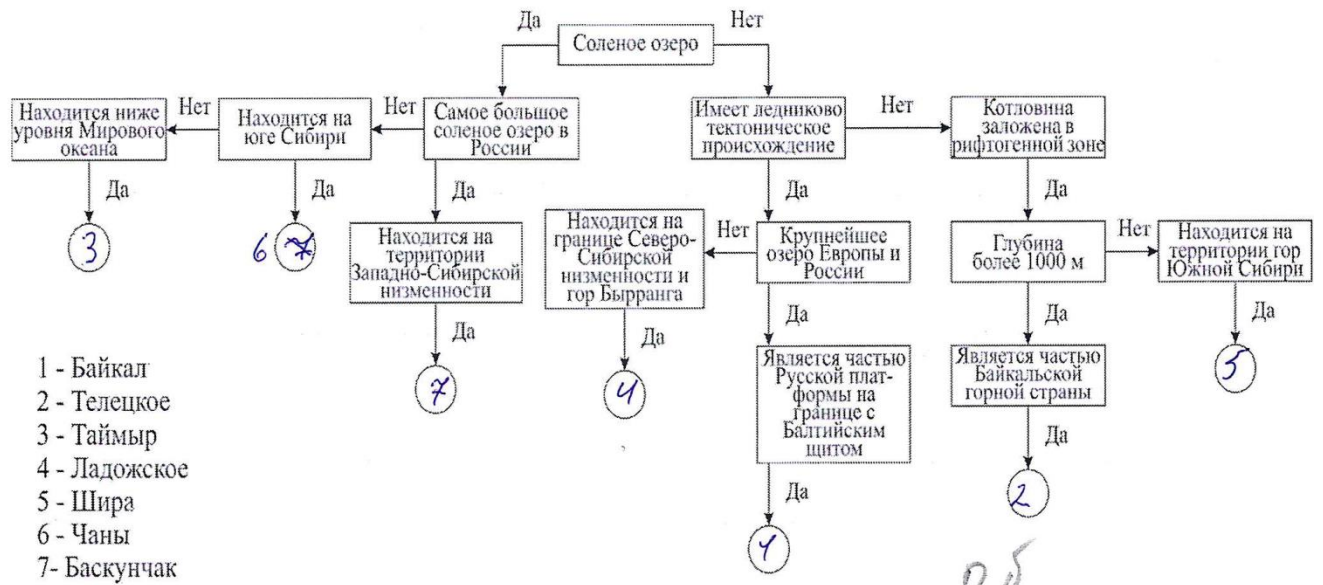 Да
Нет
Соленое озеро
Находится ниже
уровня Мирового
океана
Нет
Находится на
юге Сибири
Нет
Самое большое
соленое озеро в
России
Имеет ледниково
тектоническое
происхождение
Нет
Котловина
заложена в
рифтогенной зоне
Да
Да
Да
Да
Да
3
6 7
Находится на
территории
Западно-Сибирской
низменности
Находится на
границе Северо-
Сибирской
низменности и
гор Бырранга
Нет
Крупнейшее
озеро Европы и
России
Глубина
более 1000 м
Нет
Находится на
территории гор
Южной Сибири
Да
Да
Да
Да
Да
7
4
Является частью
Русской плат-
формы на
границе с
Балтийским
щитом
Является частью
Байкальской
горной страны
5
Да
Да
2
1 - Байкал
2 - Телецкое
3 - Таймыр
4 - Ладожское
5 - Шира
6 - Чаны
7- Баскунчак